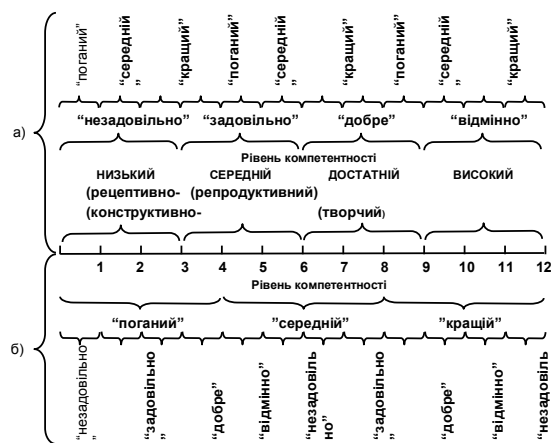 “поганий”
“середній”
“кращий”
“поганий”
“середній”
“кращий”
“поганий”
“середній”
“кращий”
а)
“незадовільно” “задовільно” “добре” “відмінно”
Рівень компетентності
НИЗЬКИЙ СЕРЕДНІЙ ДОСТАТНІЙ ВИСОКИЙ
(рецептивно- (репродуктивний)
(конструктивно- (творчий)
1 2 3 4 5 6 7 8 9 10 11 12
Рівень компетентності
“поганий” ”середній” ”кращій”
б)
“незадовільно”
“задовільно”
“добре”
“відмінно”
“незадовіль
но”
“задовільно”
“добре”
“відмінно”
“незадовільно